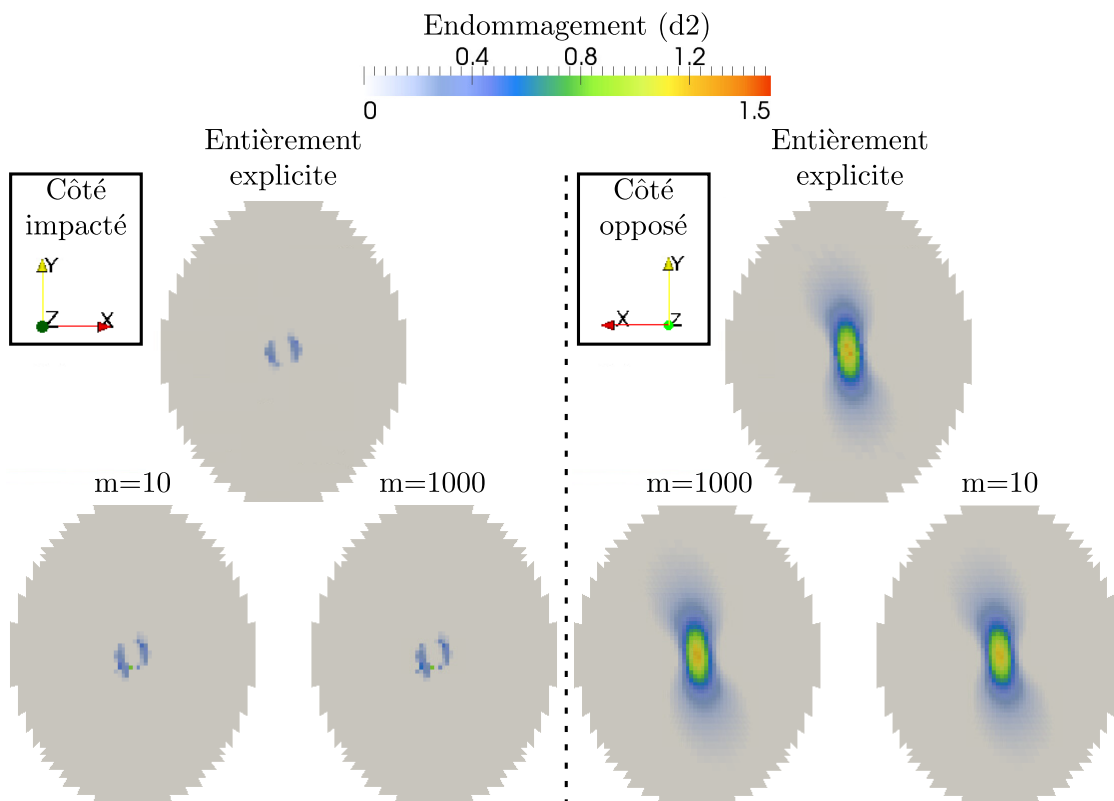 Endommagement (d2)
0.4 0.8 1.2
0 1.5
Entièrement
explicite
Côté
impacté
Y
Z X
Entièrement
explicite
Côté
opposé
Y
X Z
m=10 m=1000
m=1000 m=10